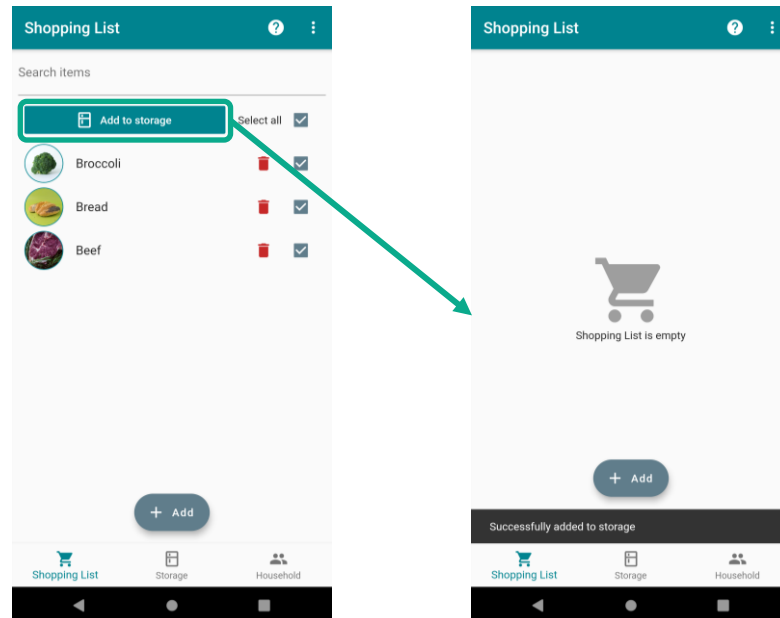 Shopping List
Search items
Add to storage
Select all
Broccoli
Bread
Beef
+ Add
Shopping List
Storage
Household
Shopping List
Shopping List is empty
+ Add
Successfully added to storage
Shopping List
Storage
Household